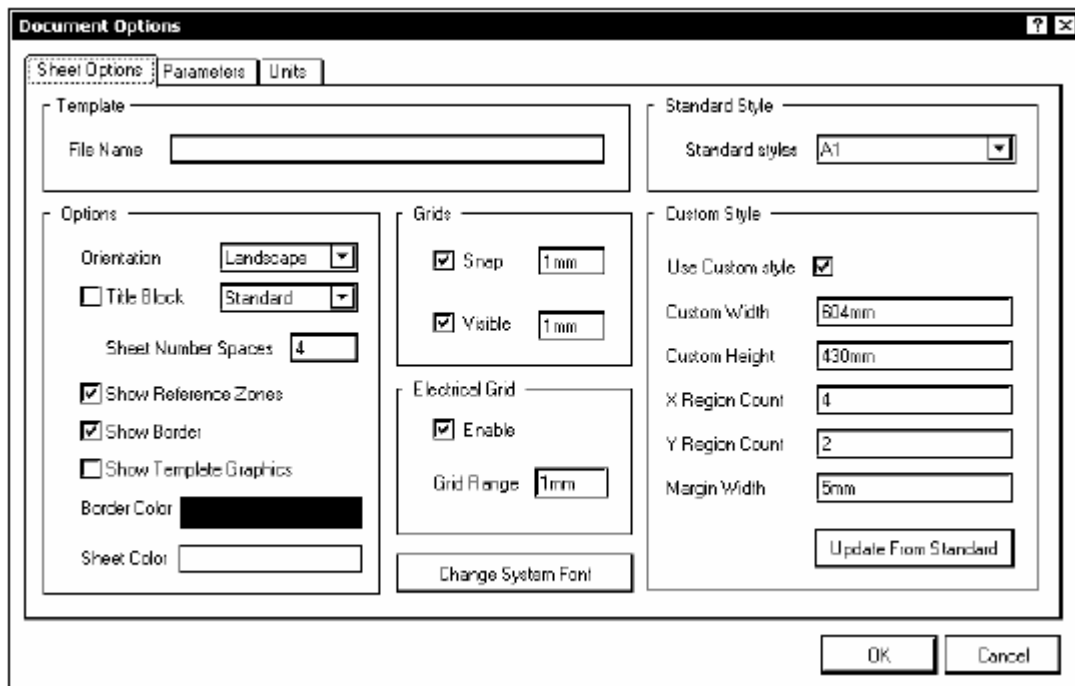 Document Options
Sheet Options Parameters Units
Template
File Name
Standard Style
Standard styles A1
Options
Orientation Landscape
Title Block Standard
Sheet Number Spaces 4
Show Reference Zones
Show Border
Show Template Graphics
Border Color
Sheet Color
Grids
Snap 1mm
Visible 1mm
Electrical Grid
Enable
Grid Range 1mm
Change System Font
Custom Style
Use Custom style
Custom Width 604mm
Custom Height 430mm
X Region Count 4
Y Region Count 2
Margin Width 5mm
Update From Standard
OK Cancel